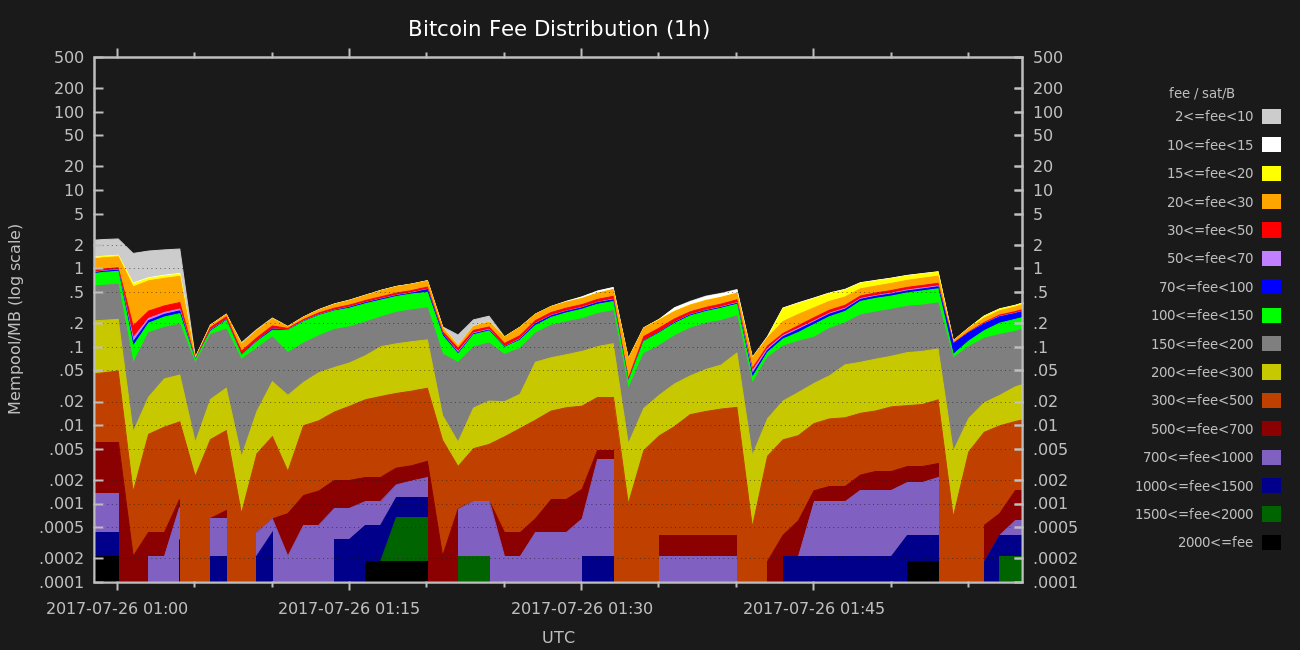 Bitcoin Fee Distribution (1h)
Mempool/MB (log scale)
500
200
100
50
20
10
5
2
1
.5
.2
.1
.05
.02
.01
.005
.002
.001
.0005
.0002
.0001
500
200
100
50
20
10
5
2
1
.5
.2
.1
.05
.02
.01
.005
.002
.001
.0005
.0002
.0001
2017-07-26 01:00
2017-07-26 01:15
2017-07-26 01:30
2017-07-26 01:45
UTC
fee / sat/B
2<=fee<10
10<=fee<15
15<=fee<20
20<=fee<30
30<=fee<50
50<=fee<70
70<=fee<100
100<=fee<150
150<=fee<200
200<=fee<300
300<=fee<500
500<=fee<700
700<=fee<1000
1000<=fee<1500
1500<=fee<2000
2000<=fee